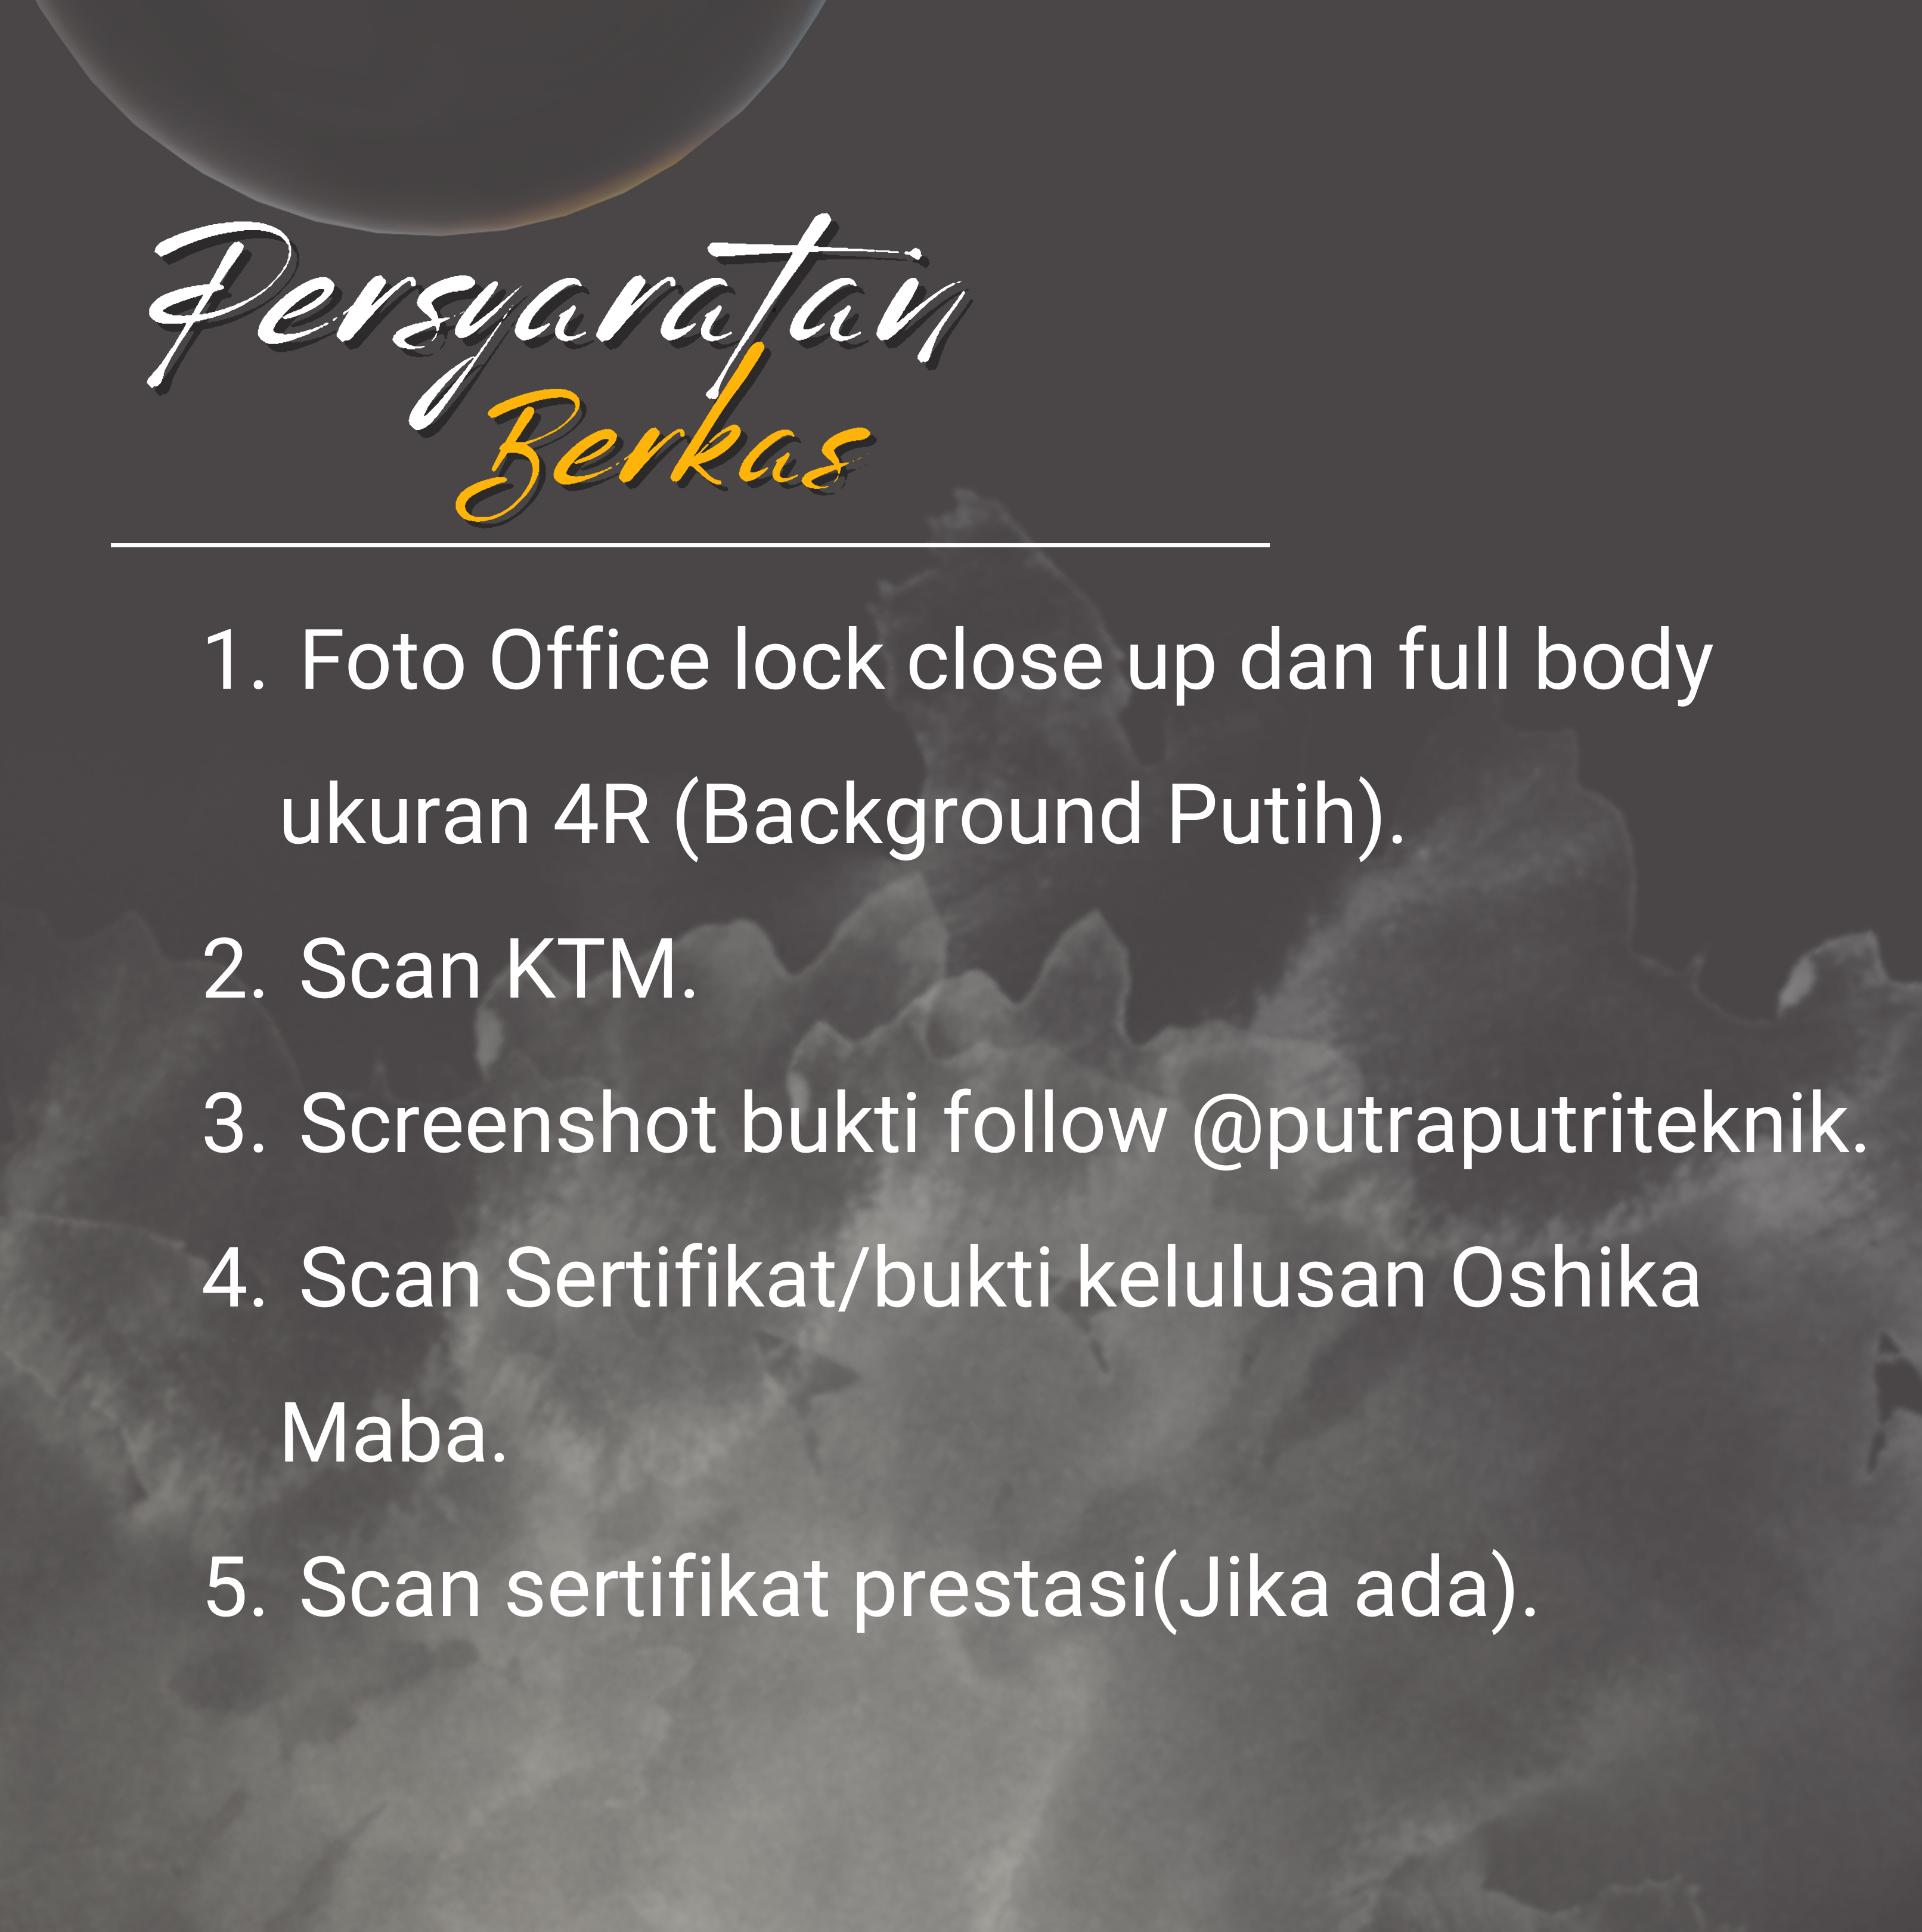 Persyaratan
Berkas
1. Foto Office lock close up dan full body
ukuran 4R (Background Putih).
2. Scan KTM.
3. Screenshot bukti follow @putraputriteknik.
4. Scan Sertifikat/bukti kelulusan Oshika
Maba.
5. Scan sertifikat prestasi(Jika ada).